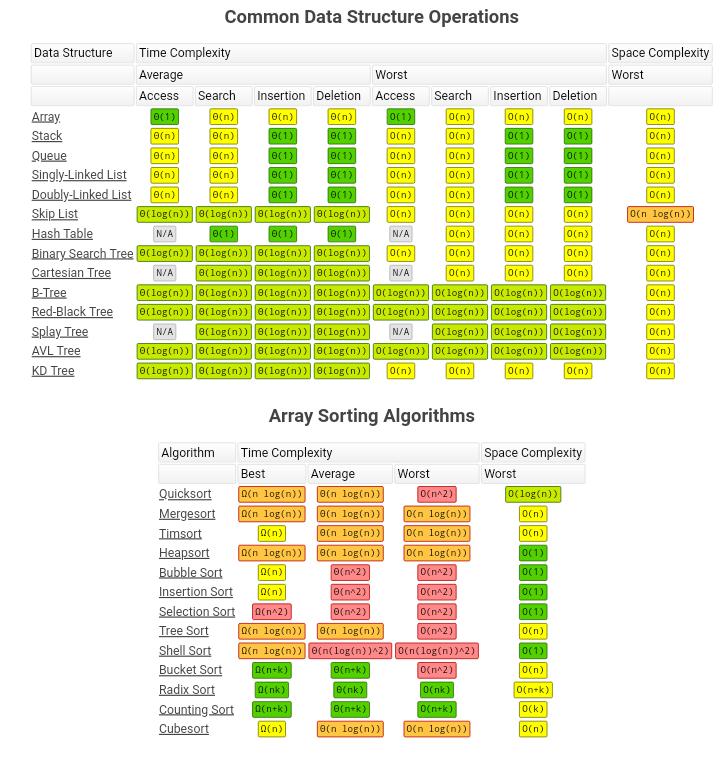 Common Data Structure Operations
Data Structure Time Complexity Space Complexity
Average Worst Worst
Access Search Insertion Deletion Access Search Insertion Deletion
Array Θ(1) Θ(n) Θ(n) Θ(n) O(1) O(n) O(n) O(n) O(n)
Stack Θ(n) Θ(n) Θ(1) Θ(1) O(n) O(n) O(1) O(1) O(n)
Queue Θ(n) Θ(n) Θ(1) Θ(1) O(n) O(n) O(1) O(1) O(n)
Singly-Linked List Θ(n) Θ(n) Θ(1) Θ(1) O(n) O(n) O(1) O(1) O(n)
Doubly-Linked List Θ(n) Θ(n) Θ(1) Θ(1) O(n) O(n) O(1) O(1) O(n)
Skip List Θ(log(n)) Θ(log(n)) Θ(log(n)) Θ(log(n)) O(n) O(n) O(n) O(n) O(n log(n))
Hash Table N/A Θ(1) Θ(1) Θ(1) N/A O(n) O(n) O(n) O(n)
Binary Search Tree Θ(log(n)) Θ(log(n)) Θ(log(n)) Θ(log(n)) O(n) O(n) O(n) O(n) O(n)
Cartesian Tree N/A Θ(log(n)) Θ(log(n)) Θ(log(n)) N/A O(n) O(n) O(n) O(n)
B-Tree Θ(log(n)) Θ(log(n)) Θ(log(n)) Θ(log(n)) O(log(n)) O(log(n)) O(log(n)) O(log(n)) O(n)
Red-Black Tree Θ(log(n)) Θ(log(n)) Θ(log(n)) Θ(log(n)) O(log(n)) O(log(n)) O(log(n)) O(log(n)) O(n)
Splay Tree N/A Θ(log(n)) Θ(log(n)) Θ(log(n)) N/A O(log(n)) O(log(n)) O(log(n)) O(n)
AVL Tree Θ(log(n)) Θ(log(n)) Θ(log(n)) Θ(log(n)) O(log(n)) O(log(n)) O(log(n)) O(log(n)) O(n)
KD Tree Θ(log(n)) Θ(log(n)) Θ(log(n)) Θ(log(n)) O(n) O(n) O(n) O(n) O(n)
Array Sorting Algorithms
Algorithm Time Complexity Space Complexity
Best Average Worst Worst
Quicksort Ω(n log(n)) Θ(n log(n)) O(n^2) O(log(n))
Mergesort Ω(n log(n)) Θ(n log(n)) O(n log(n)) O(n)
Timsort Ω(n) Θ(n log(n)) O(n log(n)) O(n)
Heapsort Ω(n log(n)) Θ(n log(n)) O(n log(n)) O(1)
Bubble Sort Ω(n) Θ(n^2) O(n^2) O(1)
Insertion Sort Ω(n) Θ(n^2) O(n^2) O(1)
Selection Sort Ω(n^2) Θ(n^2) O(n^2) O(1)
Tree Sort Ω(n log(n)) Θ(n log(n)) O(n^2) O(n)
Shell Sort Ω(n log(n)) Θ(n(log(n))^2) O(n(log(n))^2) O(1)
Bucket Sort Ω(n+k) Θ(n+k) O(n^2) O(n)
Radix Sort Ω(nk) Θ(nk) O(nk) O(n+k)
Counting Sort Ω(n+k) Θ(n+k) O(n+k) O(k)
Cubesort Ω(n) Θ(n log(n)) O(n log(n)) O(n)